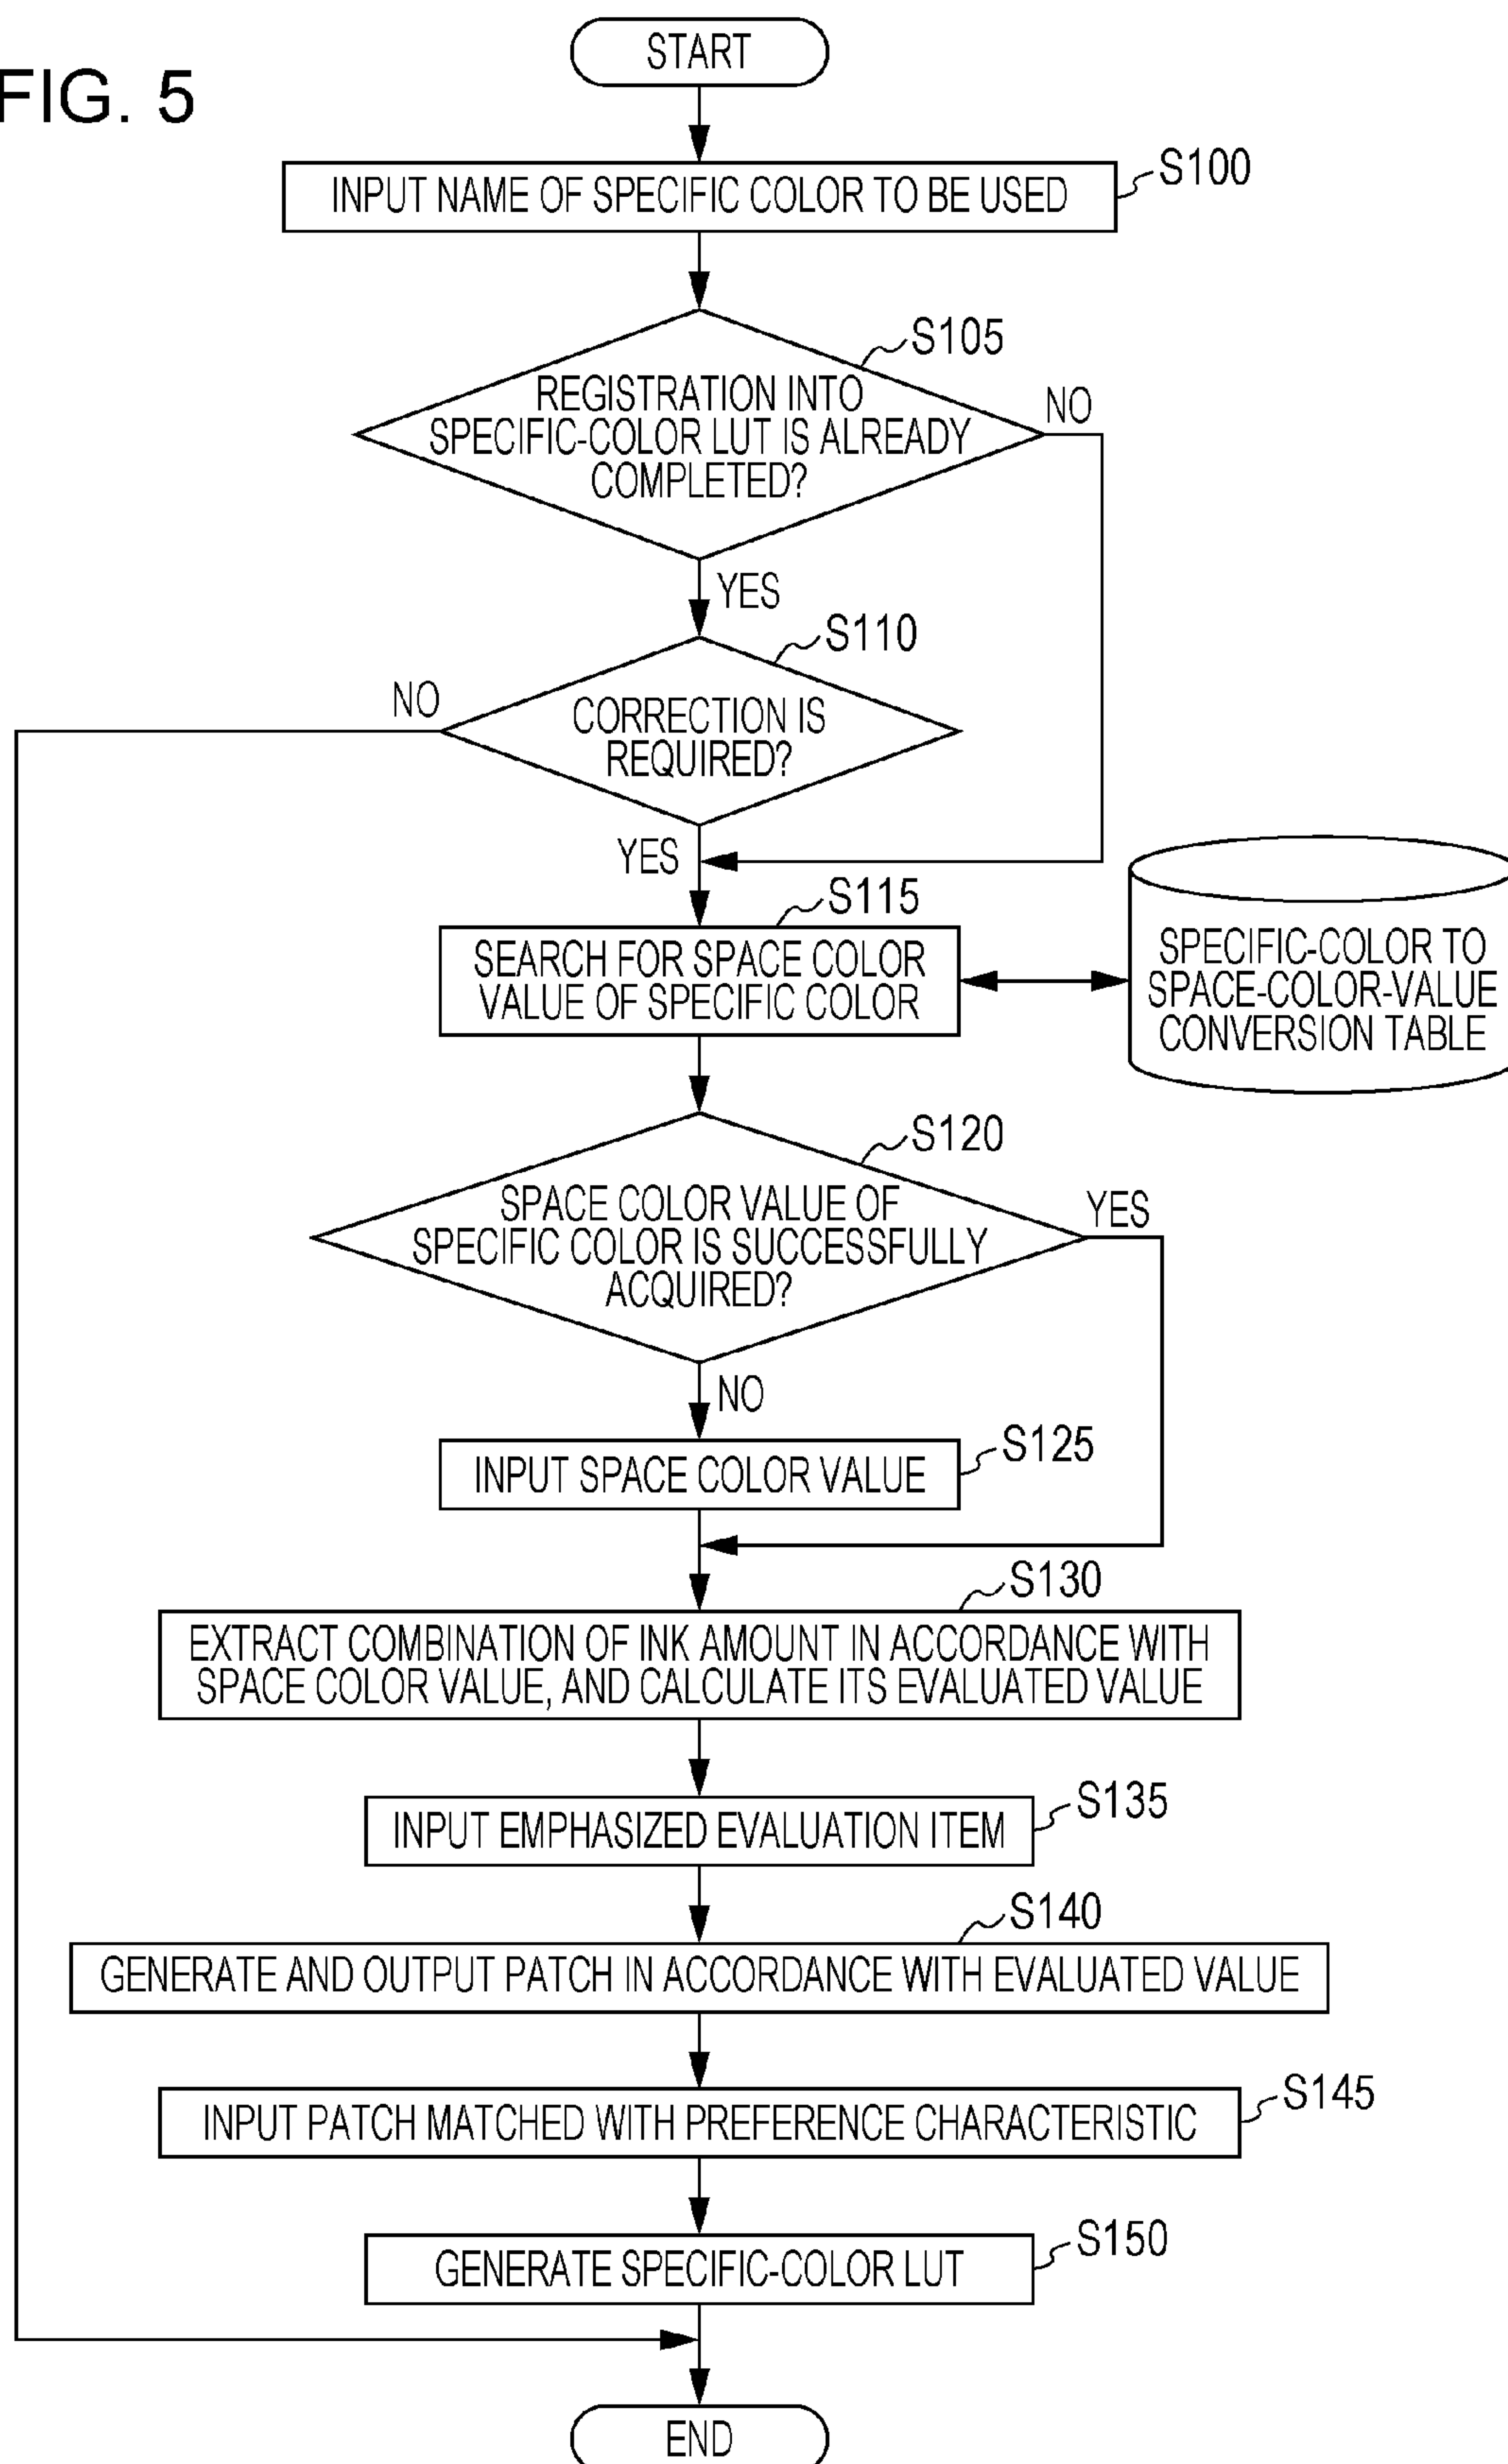 FIG. 5
START
S100
INPUT NAME OF SPECIFIC COLOR TO BE USED
S105
REGISTRATION INTO
SPECIFIC-COLOR LUT IS ALREADY
COMPLETED?
NO
YES
S110
NO
CORRECTION IS
REQUIRED?
YES
S115
SEARCH FOR SPACE COLOR
VALUE OF SPECIFIC COLOR
SPECIFIC-COLOR TO
SPACE-COLOR-VALUE
CONVERSION TABLE
S120
SPACE COLOR VALUE OF
SPECIFIC COLOR IS SUCCESSFULLY
ACQUIRED?
YES
NO
S125
INPUT SPACE COLOR VALUE
S130
EXTRACT COMBINATION OF INK AMOUNT IN ACCORDANCE WITH
SPACE COLOR VALUE, AND CALCULATE ITS EVALUATED VALUE
S135
INPUT EMPHASIZED EVALUATION ITEM
S140
GENERATE AND OUTPUT PATCH IN ACCORDANCE WITH EVALUATED VALUE
S145
INPUT PATCH MATCHED WITH PREFERENCE CHARACTERISTIC
S150
GENERATE SPECIFIC-COLOR LUT
END